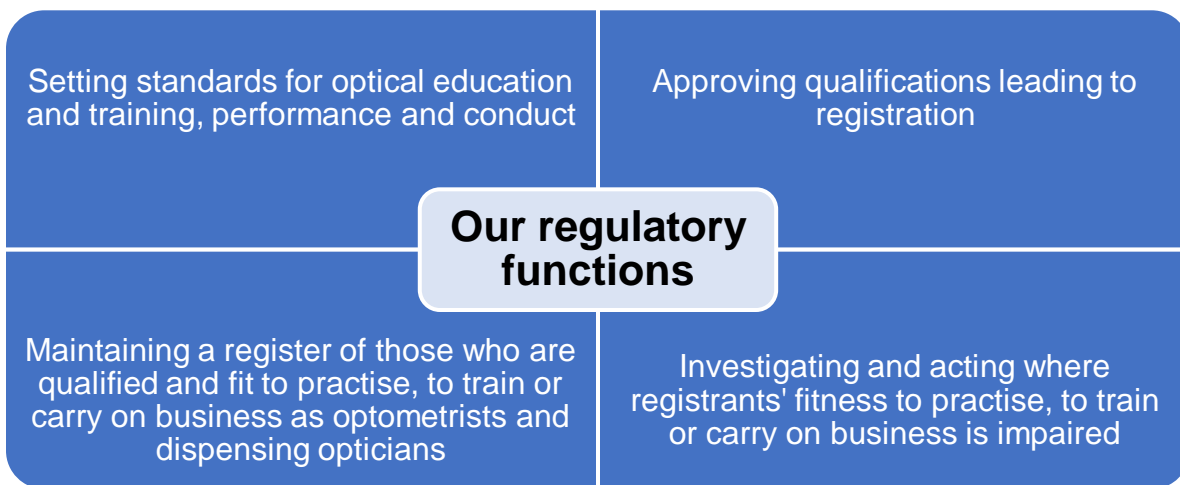 Setting standards for optical education
and training, performance and conduct
Approving qualifications leading to
registration
Our regulatory
functions
Maintaining a register of those who are
qualified and fit to practise, to train or
carry on business as optometrists and
dispensing opticians
Investigating and acting where
registrants' fitness to practise, to train
or carry on business is impaired